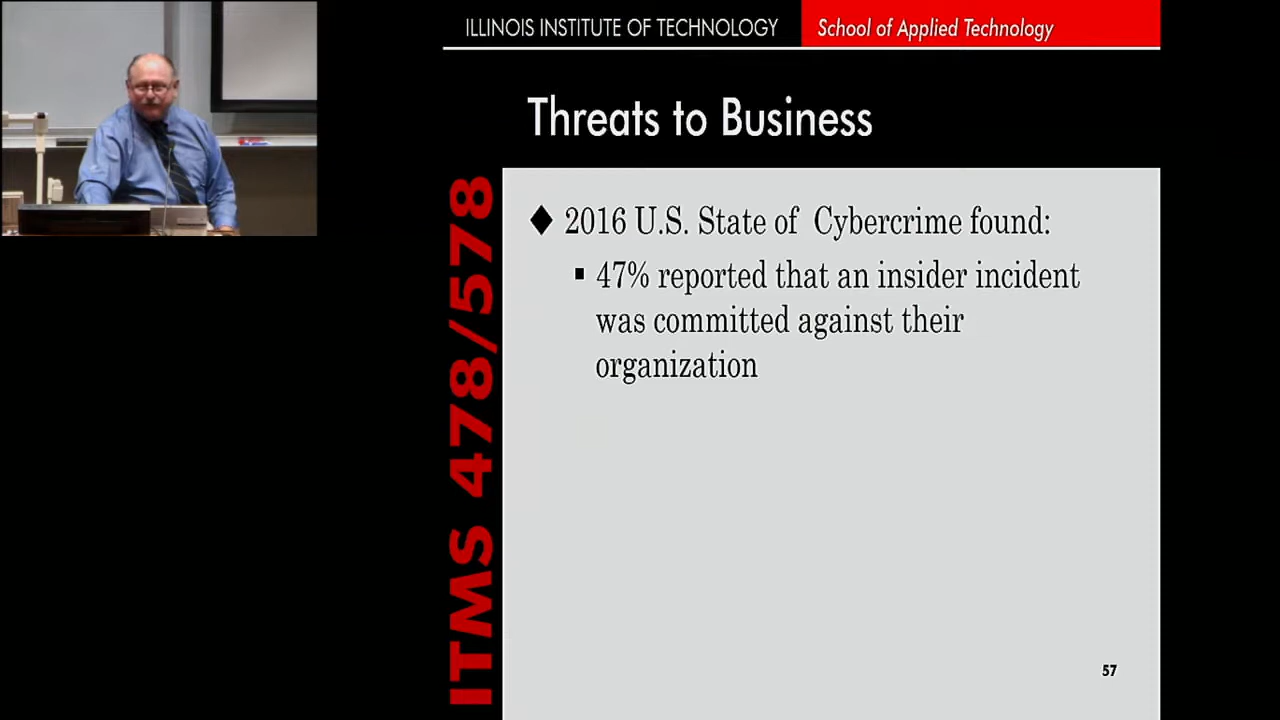 ILLINOIS INSTITUTE OF TECHNOLOGY School of Applied Technology
Threats to Business
2016 U.S. State of Cybercrime found:
47% reported that an insider incident
was committed against their
organization
ITMS 478/578
57